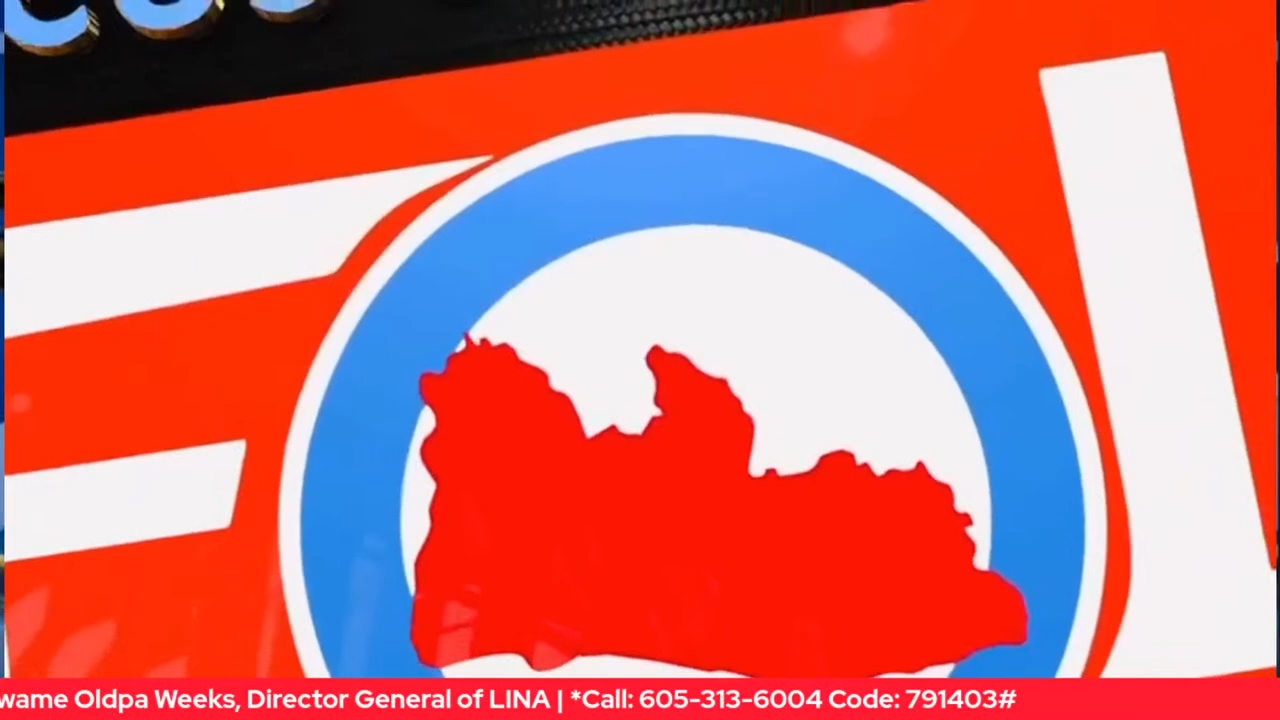 wame Oldpa Weeks, Director General of LINA | *Call: 605-313-6004 Code: 791403#